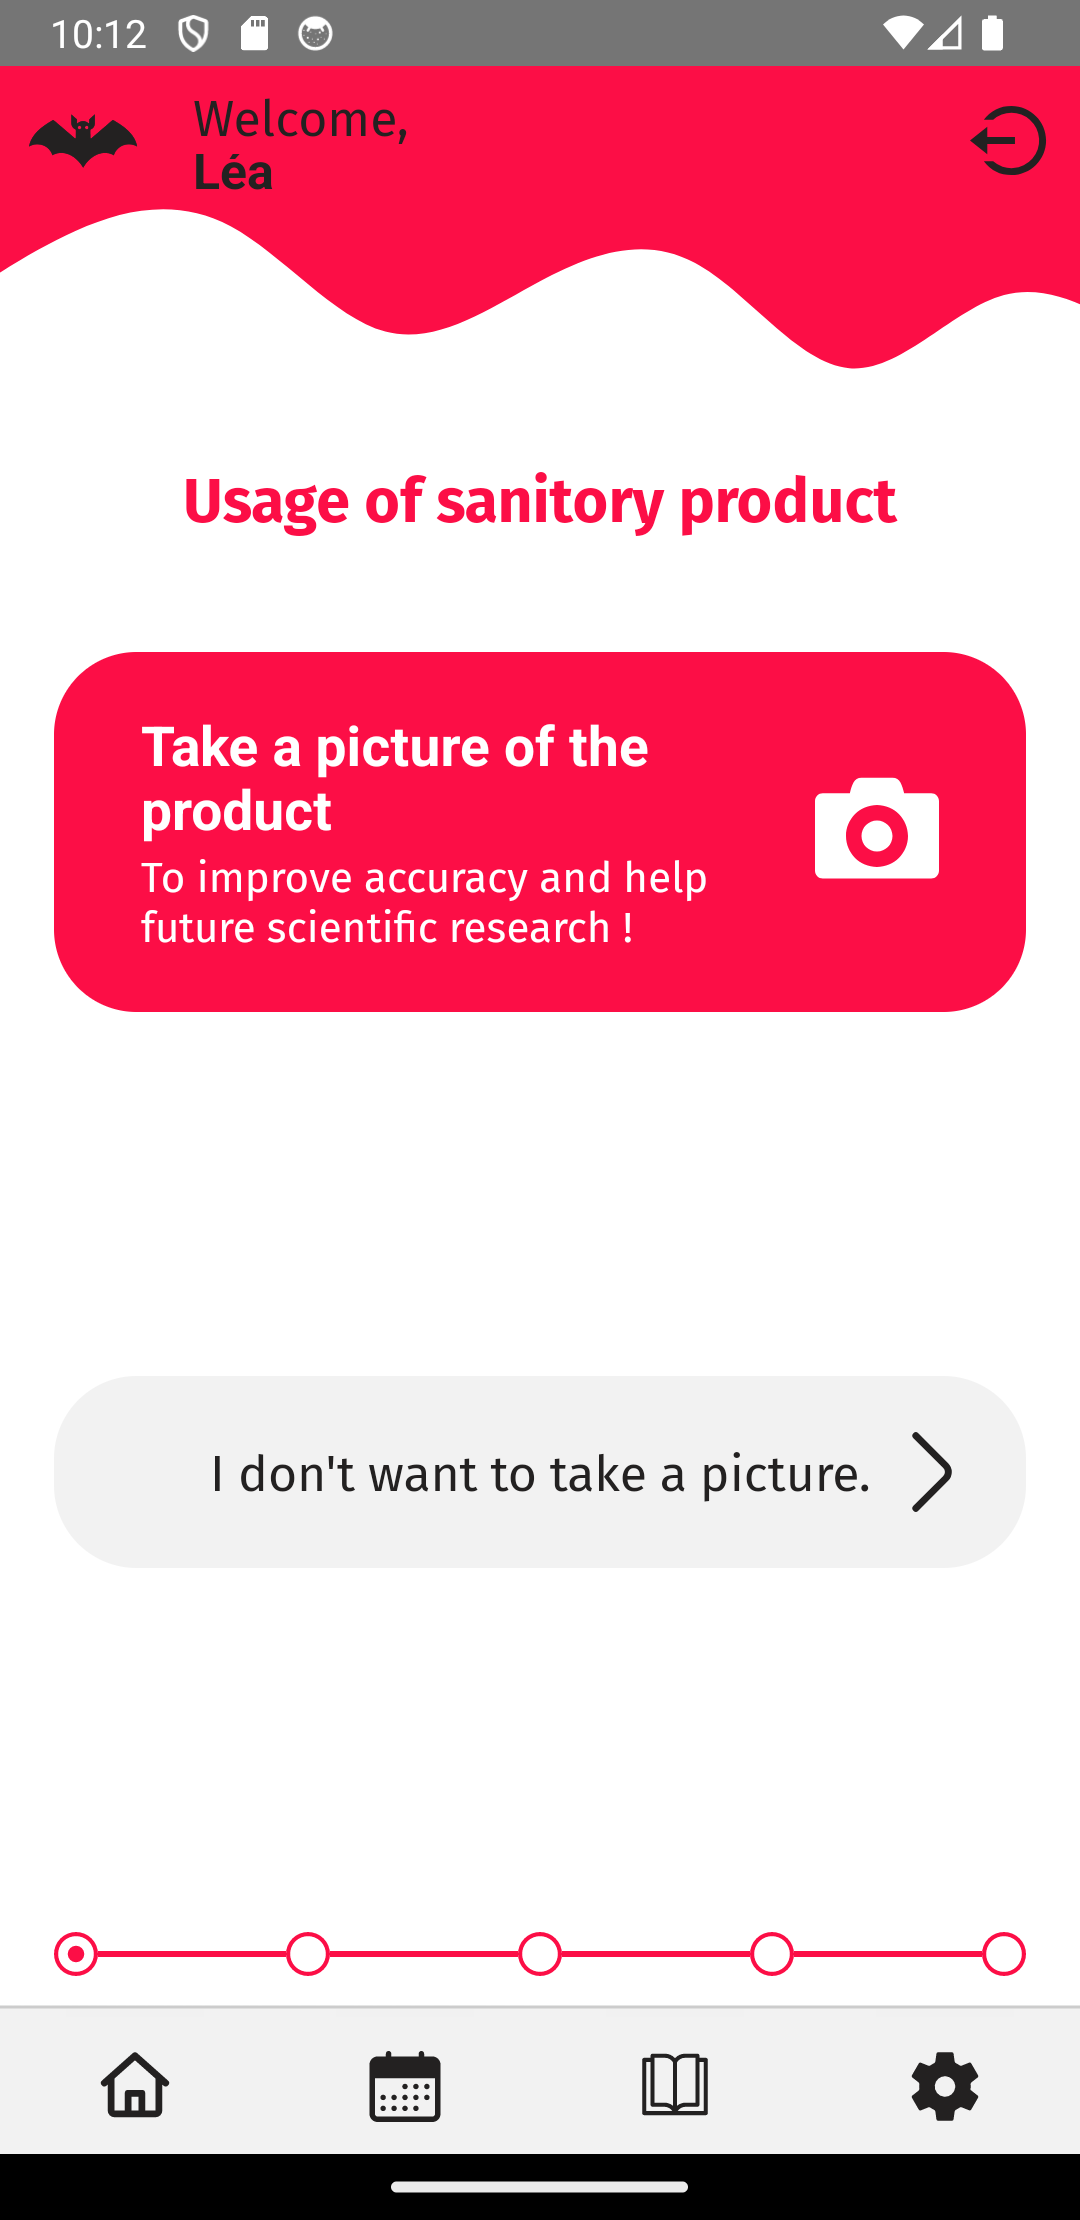 10:12
Welcome,
Léa
Usage of sanitory product
Take a picture of the
product
To improve accuracy and help
future scientific research !
I don't want to take a picture.